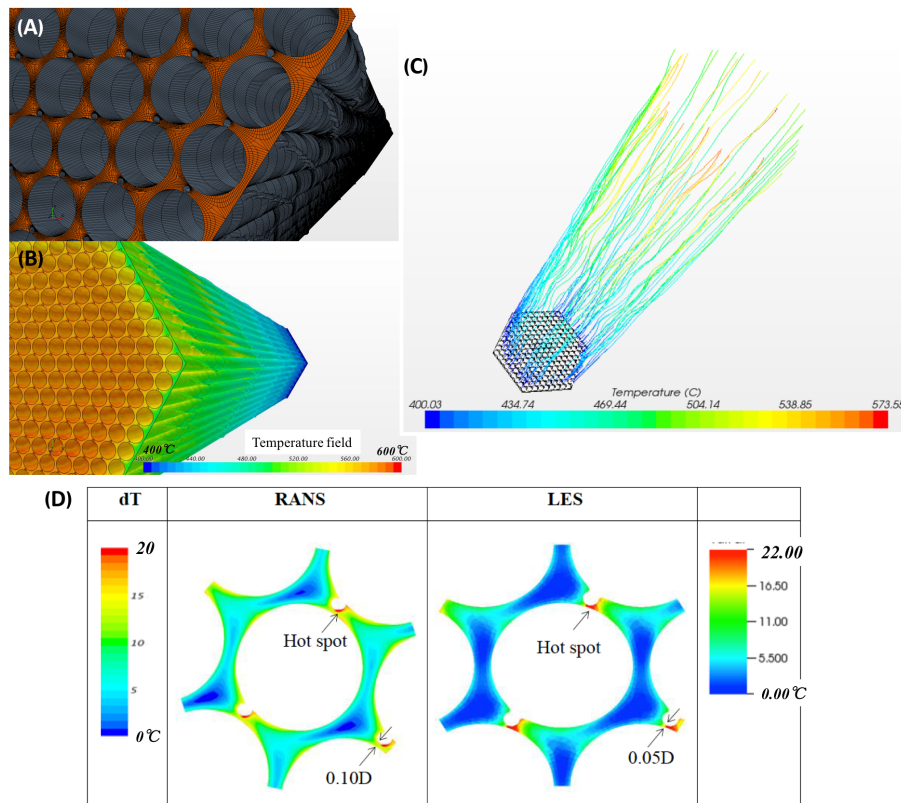 (A)
(C)
(B)
Temperature field
400℃
600℃
400.00 440.00 480.00 520.00 560.00 600.00
Temperature (C)
400.03 434.74 469.44 504.14 538.85 573.55
(D)
dT RANS LES
20
15
10
5
0℃
Hot spot
0.10D
Hot spot
0.05D
22.00
16.50
11.00
5.500
0.00℃